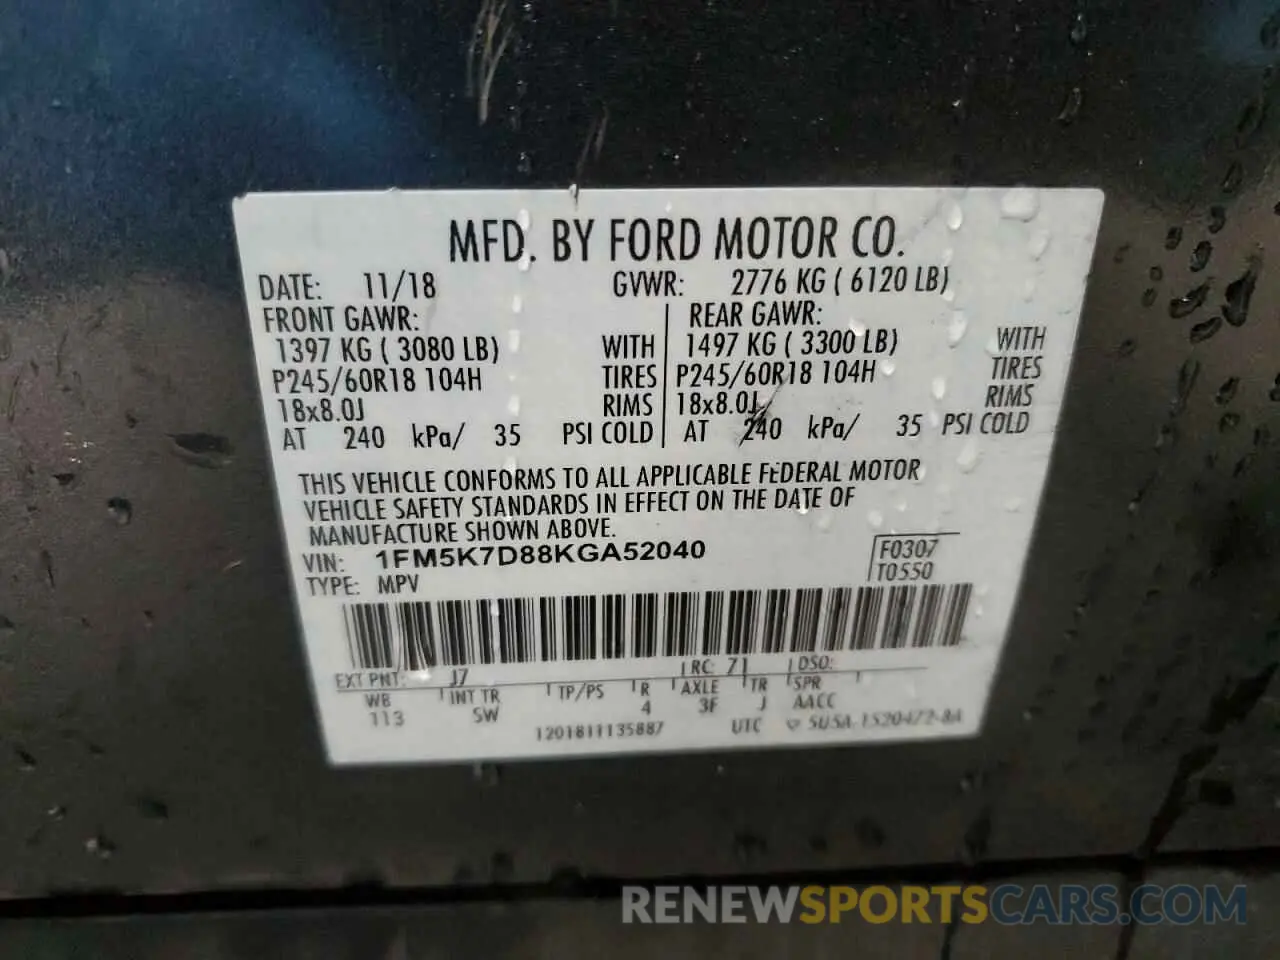 MFD. BY FORD MOTOR CO.
DATE: 11/18 GVWR: 2776 KG ( 6120 LB)
FRONT GAWR: REAR GAWR:
1397 KG ( 3080 LB) WITH 1497 KG ( 3300 LB) WITH
P245/60R18 104H TIRES P245/60R18 104H TIRES
18x8.0J RIMS 18x8.0J RIMS
AT 240 kPa/ 35 PSI COLD AT 240 kPa/ 35 PSI COLD
THIS VEHICLE CONFORMS TO ALL APPLICABLE FEDERAL MOTOR
VEHICLE SAFETY STANDARDS IN EFFECT ON THE DATE OF
MANUFACTURE SHOWN ABOVE.
VIN: 1FM5K7D88KGA52040
TYPE: MPV
F0307
T0550
EXT PNT: J7 RC: 71 DSO:
WB INT TR TP/PS R AXLE TR SPR
113 SW 4 3F J AACC
1201811135887 UTC 5U5A-1520472-8A
RENEWSPORTSCARS.COM